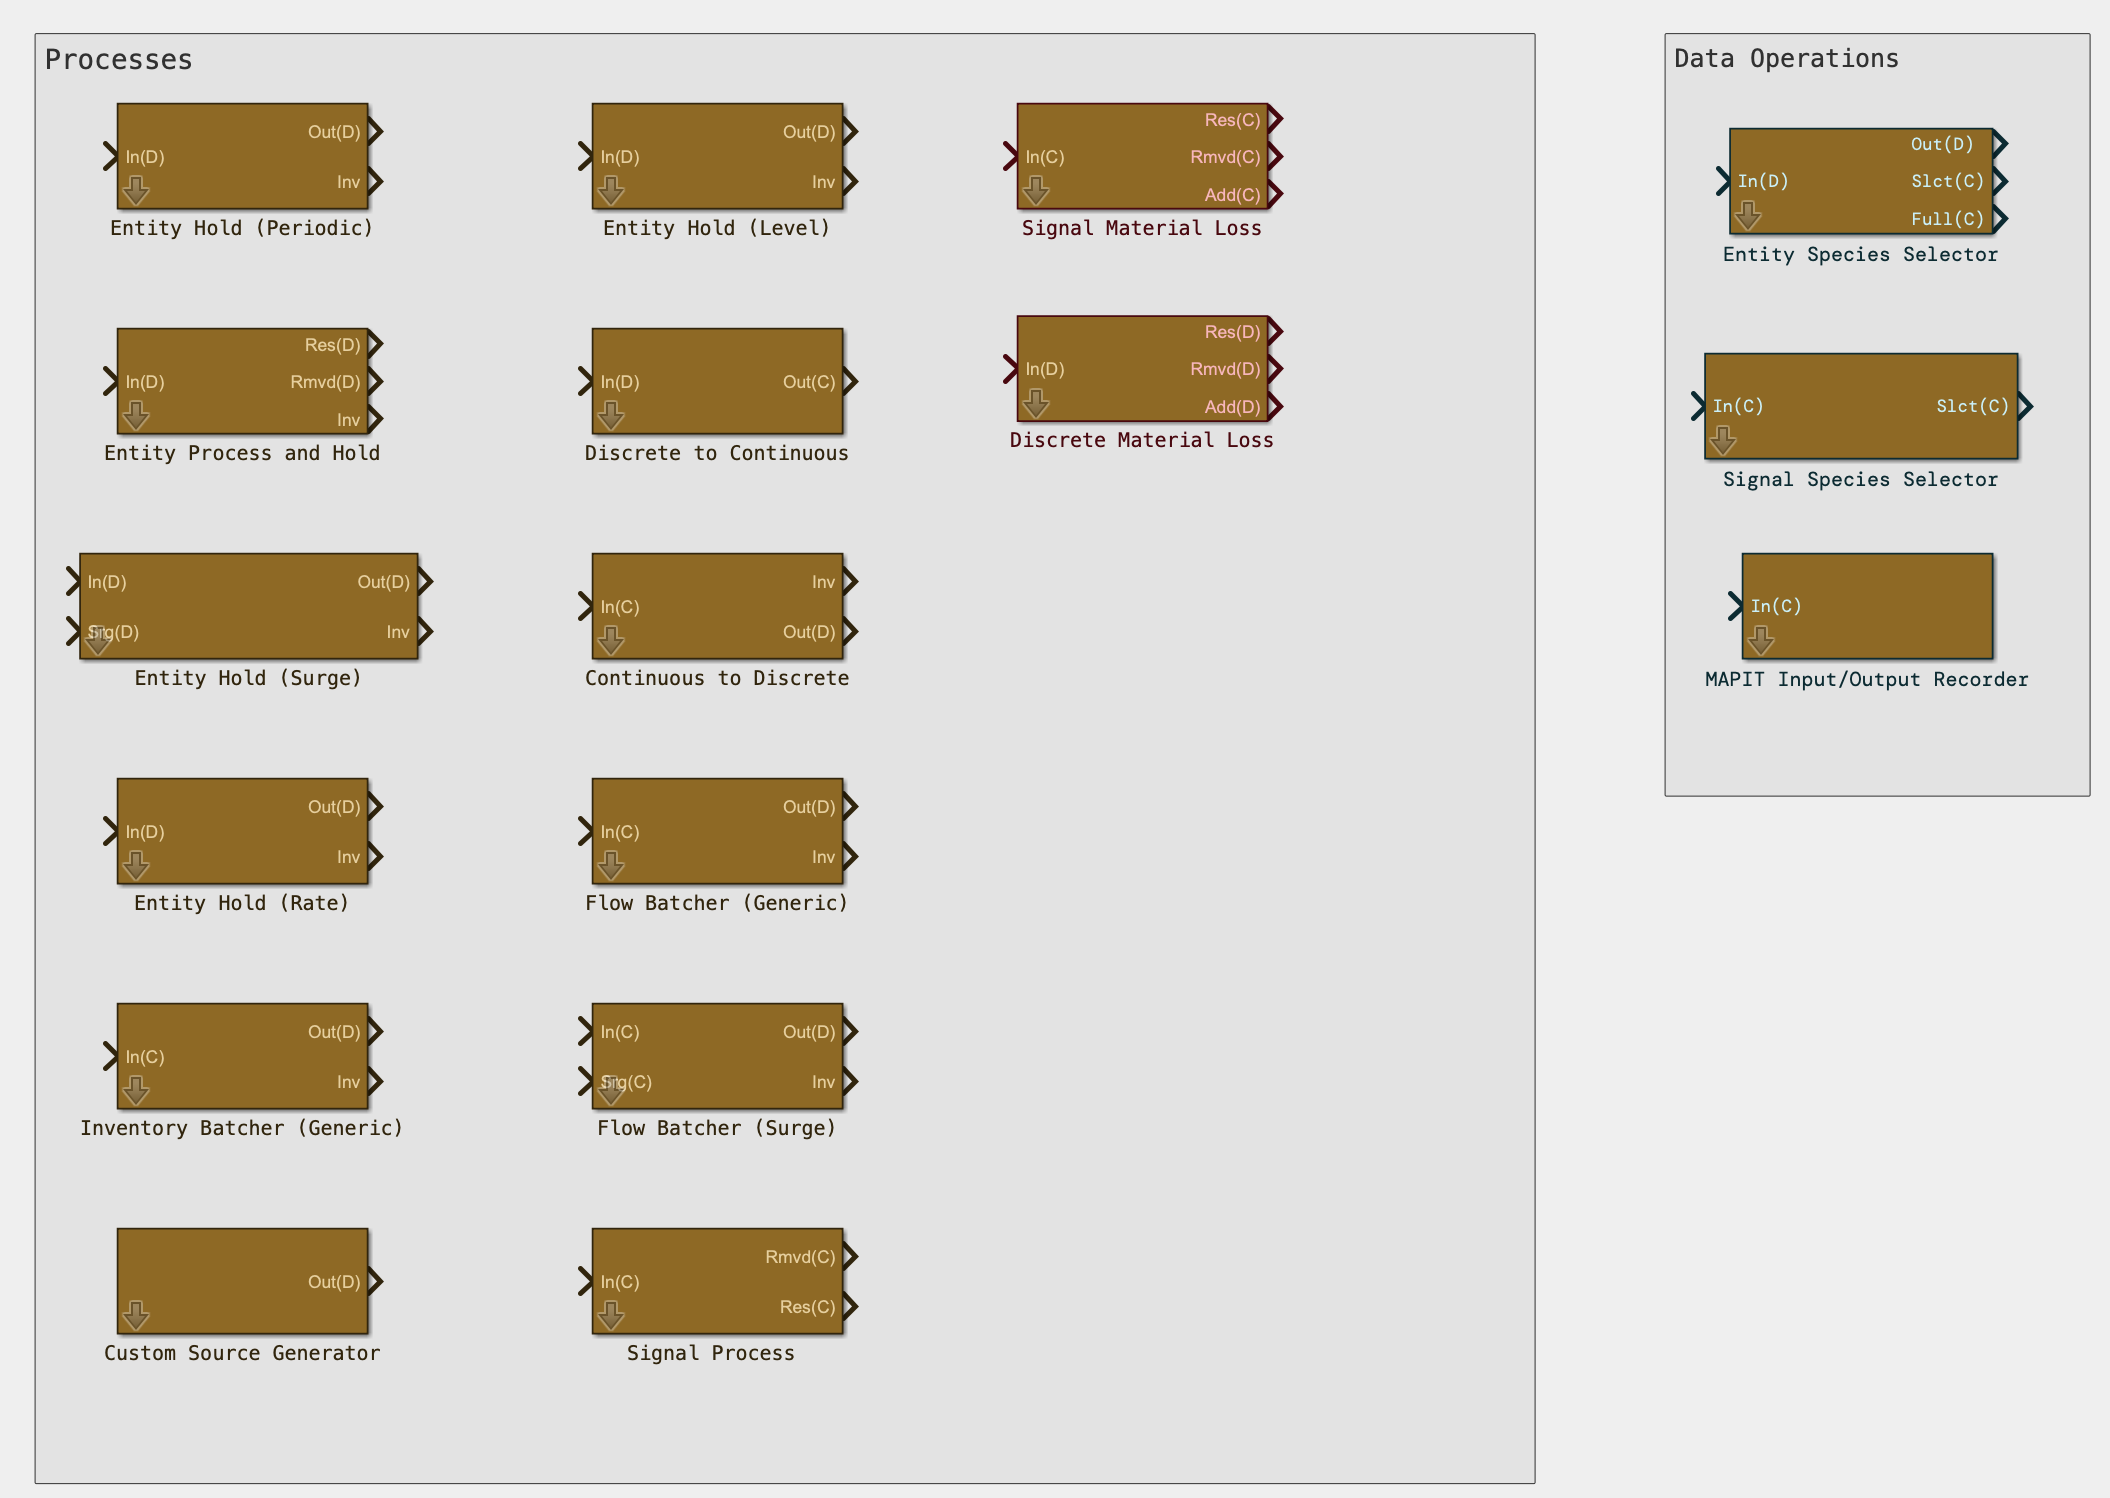 Processes
Out(D)
In(D)
Inv
Entity Hold (Periodic)
Out(D)
In(D)
Inv
Entity Hold (Level)
Res(C)
In(C)
Rmvd(C)
Add(C)
Signal Material Loss
Res(D)
In(D)
Rmvd(D)
Inv
Entity Process and Hold
In(D)
Out(C)
Discrete to Continuous
Res(D)
In(D)
Rmvd(D)
Add(D)
Discrete Material Loss
In(D)
Out(D)
Srg(D)
Inv
Entity Hold (Surge)
Inv
In(C)
Out(D)
Continuous to Discrete
Out(D)
In(D)
Inv
Entity Hold (Rate)
Out(D)
In(C)
Inv
Flow Batcher (Generic)
Out(D)
In(C)
Inv
Inventory Batcher (Generic)
In(C)
Out(D)
Srg(C)
Inv
Flow Batcher (Surge)
Out(D)
Custom Source Generator
Rmvd(C)
In(C)
Res(C)
Signal Process
Data Operations
Out(D)
In(D)
Slct(C)
Full(C)
Entity Species Selector
In(C)
Slct(C)
Signal Species Selector
In(C)
MAPIT Input/Output Recorder